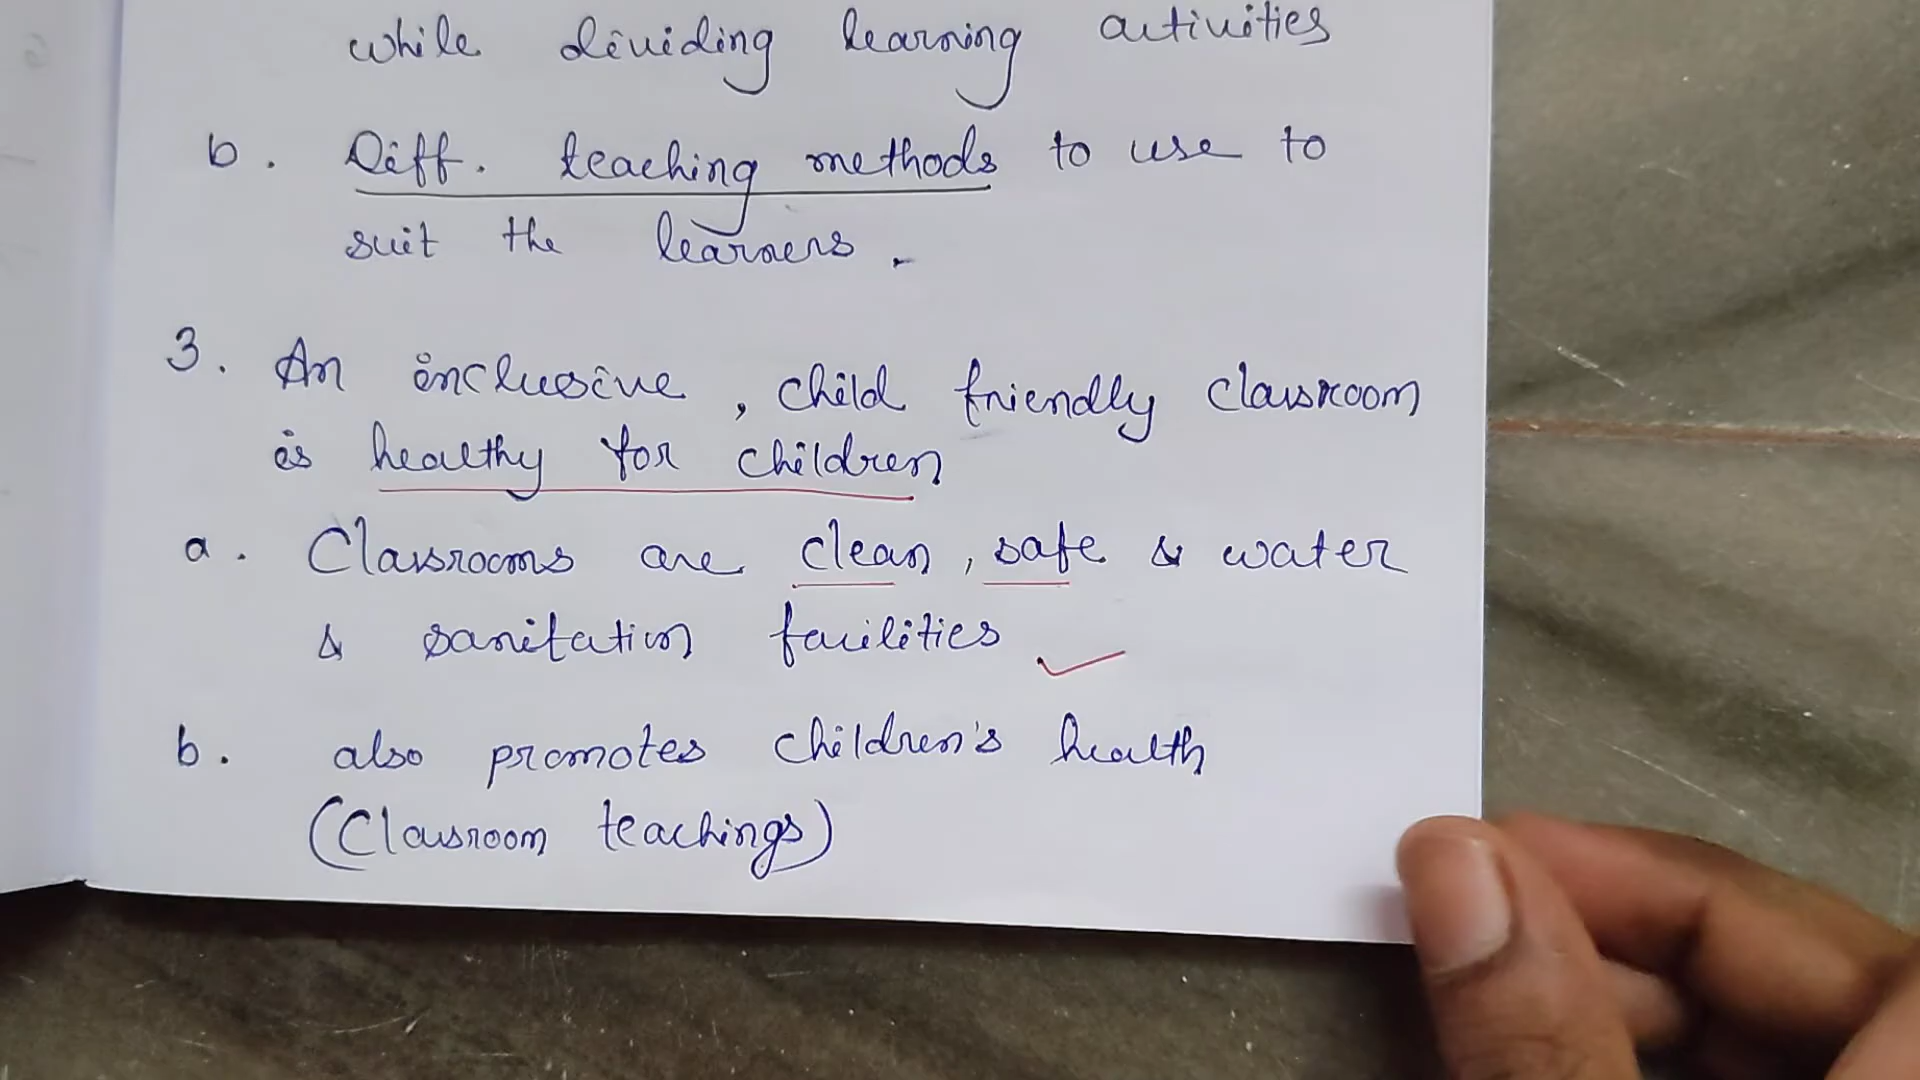 while dividing learning activities
b. Diff. teaching methods to use to
suit the learners.
3. An inclusive, child friendly classroom
is healthy for children
a. Classrooms are clean, safe & water
& sanitation facilities
b. also promotes children's health
(Classroom teachings)